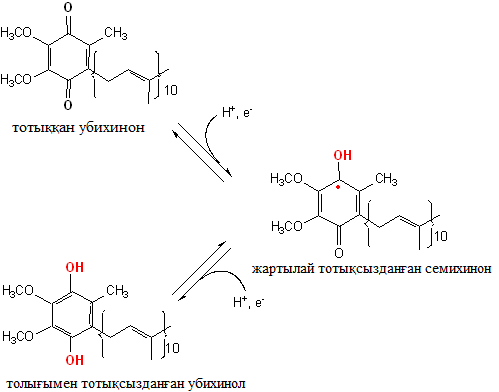 O
H₃CO CH₃
H₃CO
O 10
тотыққан убихинон
H⁺, e⁻
OH
H₃CO CH₃
H₃CO
O 10
жартылай тотықсызданған семихинон
OH
H₃CO CH₃
H₃CO
OH 10
H⁺, e⁻
толығымен тотықсызданған убихинол